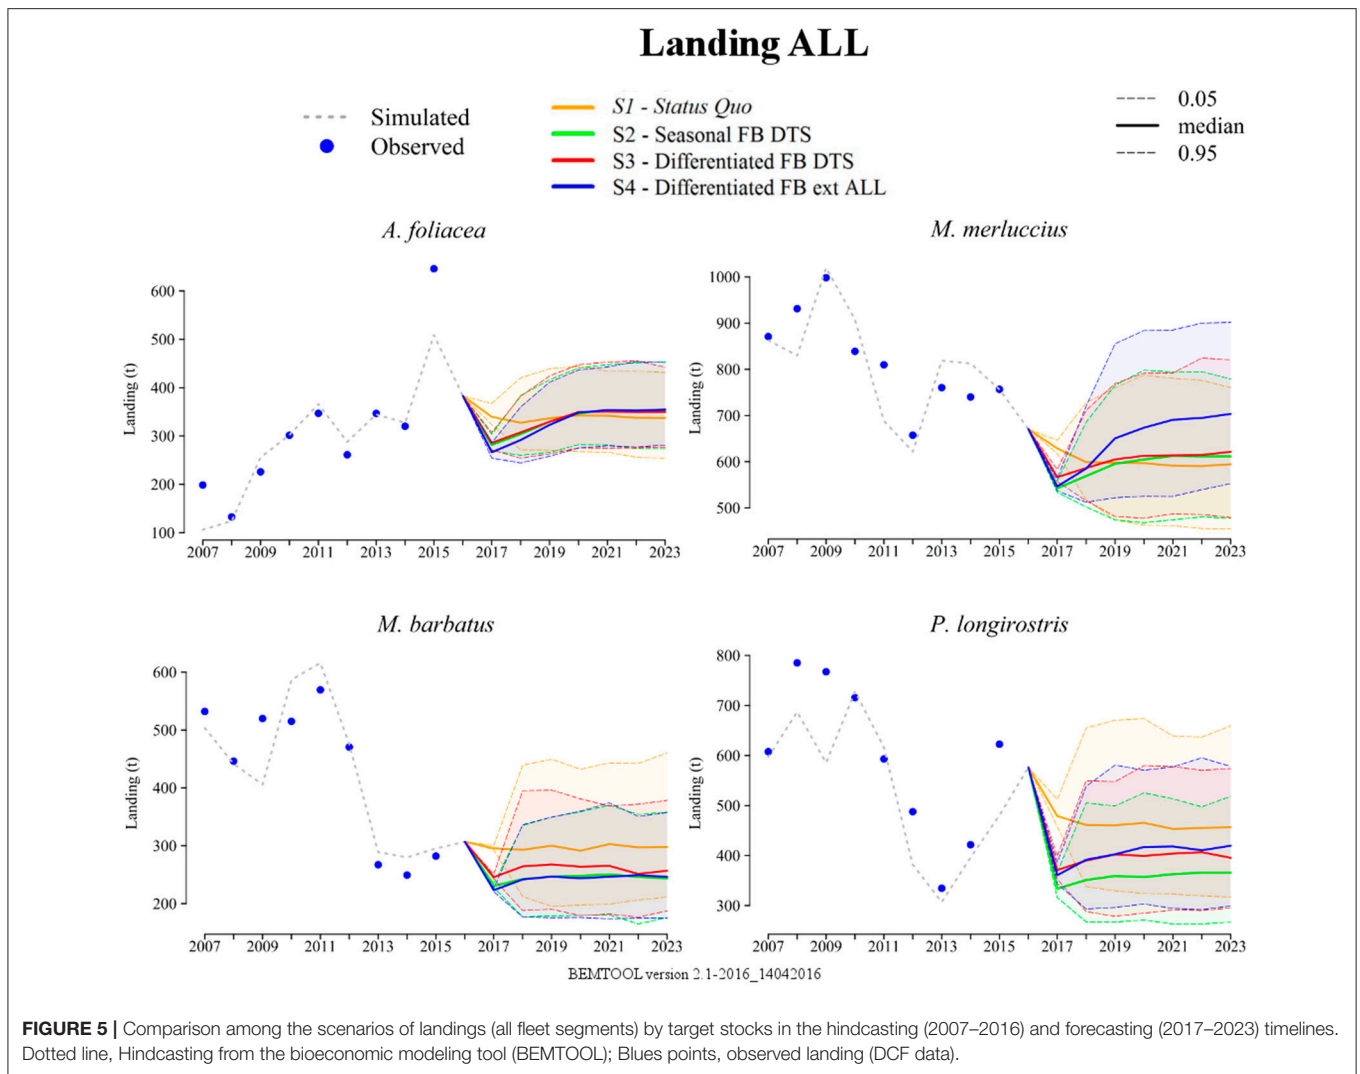 Landing ALL
Simulated
Observed
S1 - Status Quo
S2 - Seasonal FB DTS
S3 - Differentiated FB DTS
S4 - Differentiated FB ext ALL
0.05
median
0.95
A. foliacea
Landing (t)
600
500
400
300
200
100
2007 2009 2011 2013 2015 2017 2019 2021 2023
M. merluccius
Landing (t)
1000
900
800
700
600
500
2007 2009 2011 2013 2015 2017 2019 2021 2023
M. barbatus
Landing (t)
600
500
400
300
200
2007 2009 2011 2013 2015 2017 2019 2021 2023
P. longirostris
Landing (t)
800
700
600
500
400
300
2007 2009 2011 2013 2015 2017 2019 2021 2023
BEMTOOL version 2.1-2016_14042016
FIGURE 5 | Comparison among the scenarios of landings (all fleet segments) by target stocks in the hindcasting (2007–2016) and forecasting (2017–2023) timelines.
Dotted line, Hindcasting from the bioeconomic modeling tool (BEMTOOL); Blues points, observed landing (DCF data).